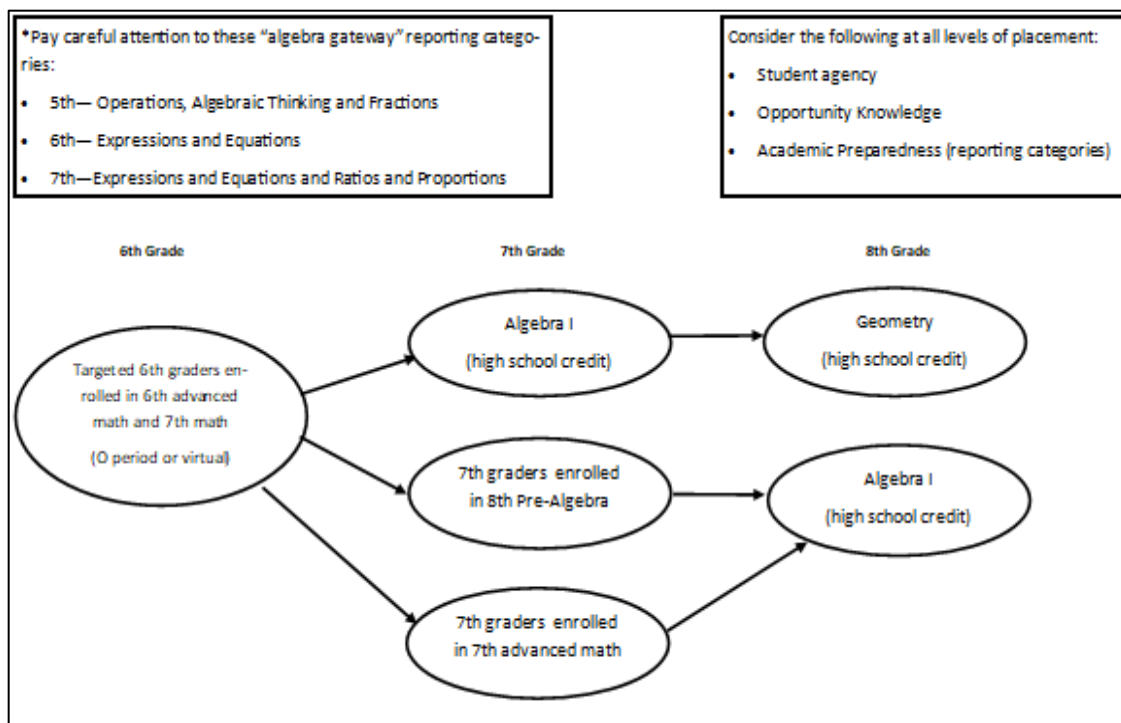 *Pay careful attention to these “algebra gateway” reporting catego-
ries:
• 5th— Operations, Algebraic Thinking and Fractions
• 6th— Expressions and Equations
• 7th—Expressions and Equations and Ratios and Proportions
Consider the following at all levels of placement:
• Student agency
• Opportunity Knowledge
• Academic Preparedness (reporting categories)
6th Grade
7th Grade
8th Grade
Targeted 6th graders en-
rolled in 6th advanced
math and 7th math
(O period or virtual)
Algebra I
(high school credit)
Geometry
(high school credit)
7th graders enrolled
in 8th Pre-Algebra
Algebra I
(high school credit)
7th graders enrolled
in 7th advanced math